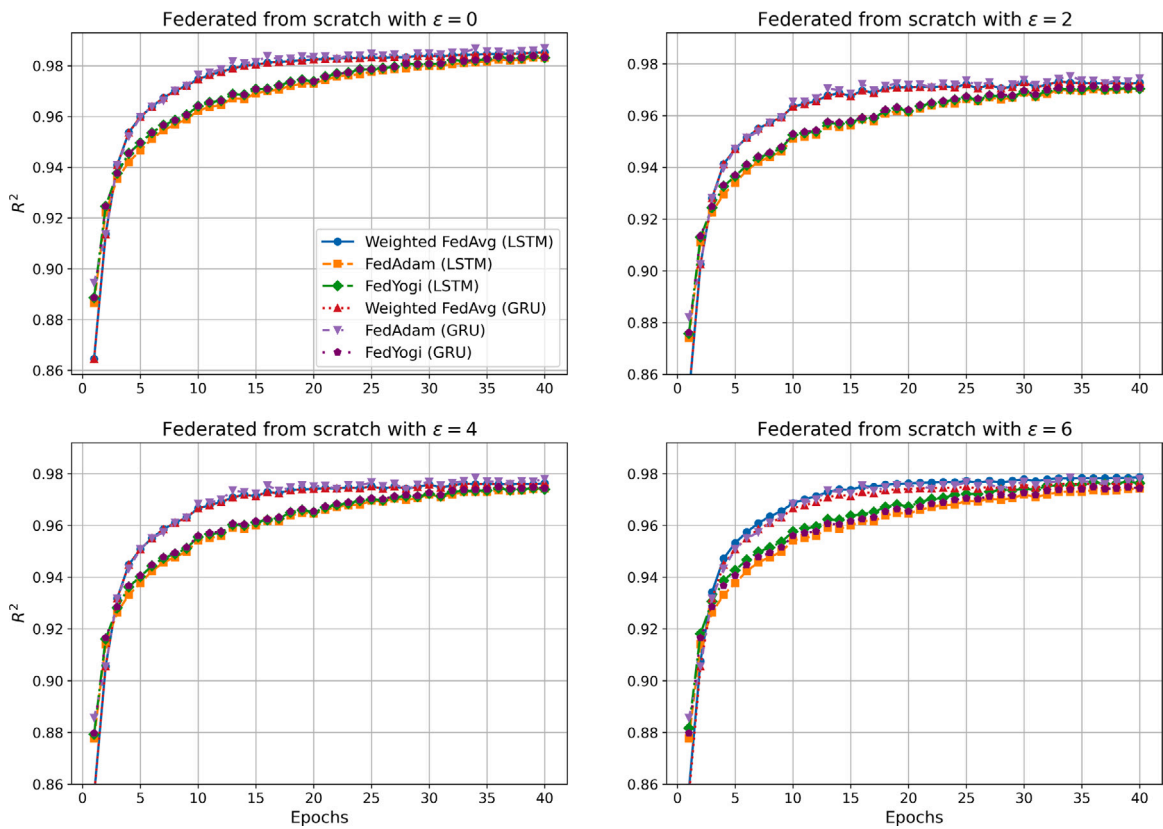 Federated from scratch with ε = 0
R²
0.98
0.96
0.94
0.92
0.90
0.88
0.86
0 5 10 15 20 25 30 35 40
Weighted FedAvg (LSTM)
FedAdam (LSTM)
FedYogi (LSTM)
Weighted FedAvg (GRU)
FedAdam (GRU)
FedYogi (GRU)
Federated from scratch with ε = 2
0.98
0.96
0.94
0.92
0.90
0.88
0.86
0 5 10 15 20 25 30 35 40
Federated from scratch with ε = 4
R²
0.98
0.96
0.94
0.92
0.90
0.88
0.86
0 5 10 15 20 25 30 35 40
Epochs
Federated from scratch with ε = 6
0.98
0.96
0.94
0.92
0.90
0.88
0.86
0 5 10 15 20 25 30 35 40
Epochs